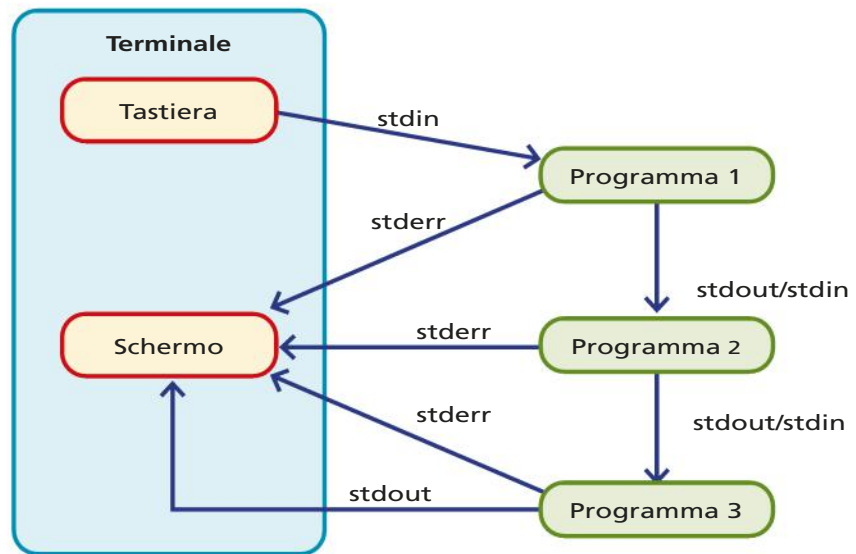 Terminale
Tastiera
stdin
Programma 1
stderr
stdout/stdin
Schermo
stderr
Programma 2
stderr
stdout/stdin
stdout
Programma 3